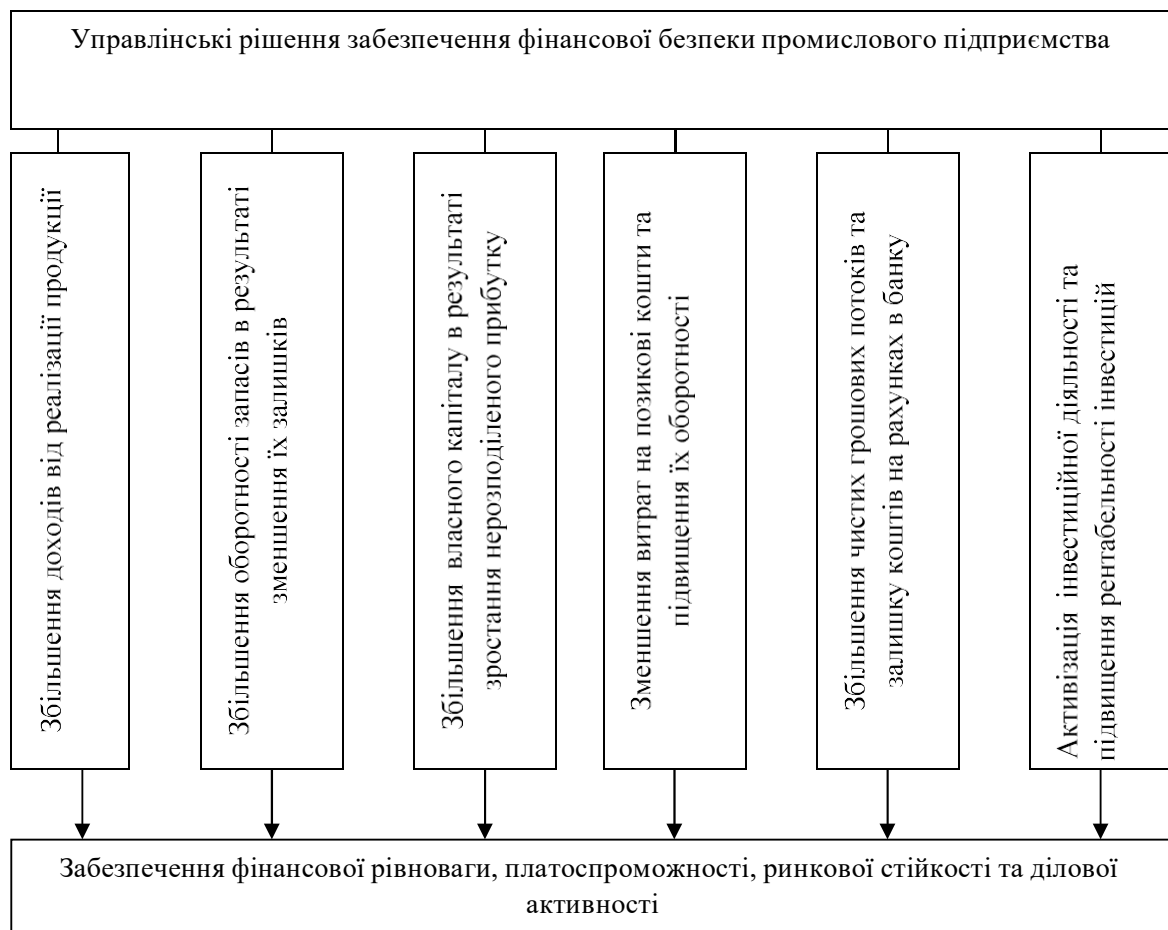 Управлінські рішення забезпечення фінансової безпеки промислового підприємства
Збільшення доходів від реалізації продукції
Збільшення оборотності запасів в результаті
зменшення їх залишків
Збільшення власного капіталу в результаті
зростання нерозподіленого прибутку
Зменшення витрат на позикові кошти та
підвищення їх оборотності
Збільшення чистих грошових потоків та
залишку коштів на рахунках в банку
Активізація інвестиційної діяльності та
підвищення рентабельності інвестицій
Забезпечення фінансової рівноваги, платоспроможності, ринкової стійкості та ділової
активності